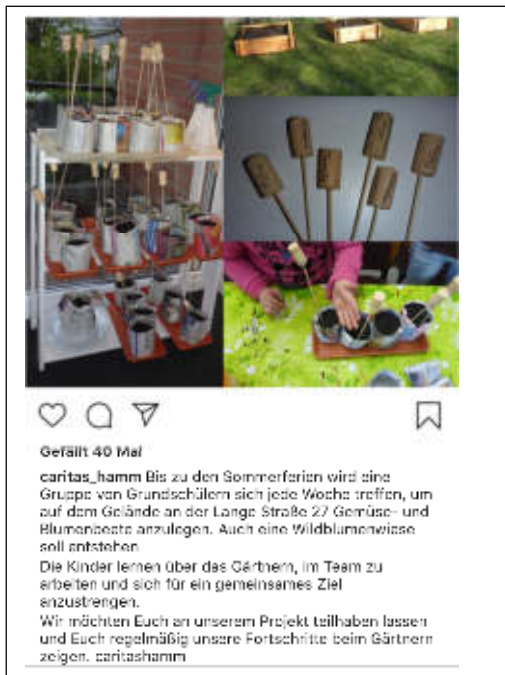 Gefällt 40 Mal
caritas_hamm Bis zu den Sommerferien wird eine
Gruppe von Grundschülern sich jede Woche treffen, um
auf dem Gelände an der Lange Straße 27 Gemüse- und
Blumenbeete anzulegen. Auch eine Wildblumenwiese
soll entstehen
Die Kinder lernen über das Gärtnern, im Team zu
arbeiten und sich für ein gemeinsames Ziel
anzustrengen.
Wir möchten Euch an unserem Projekt teilhaben lassen
und Euch regelmäßig unsere Fortschritte beim Gärtnern
zeigen. caritashamm